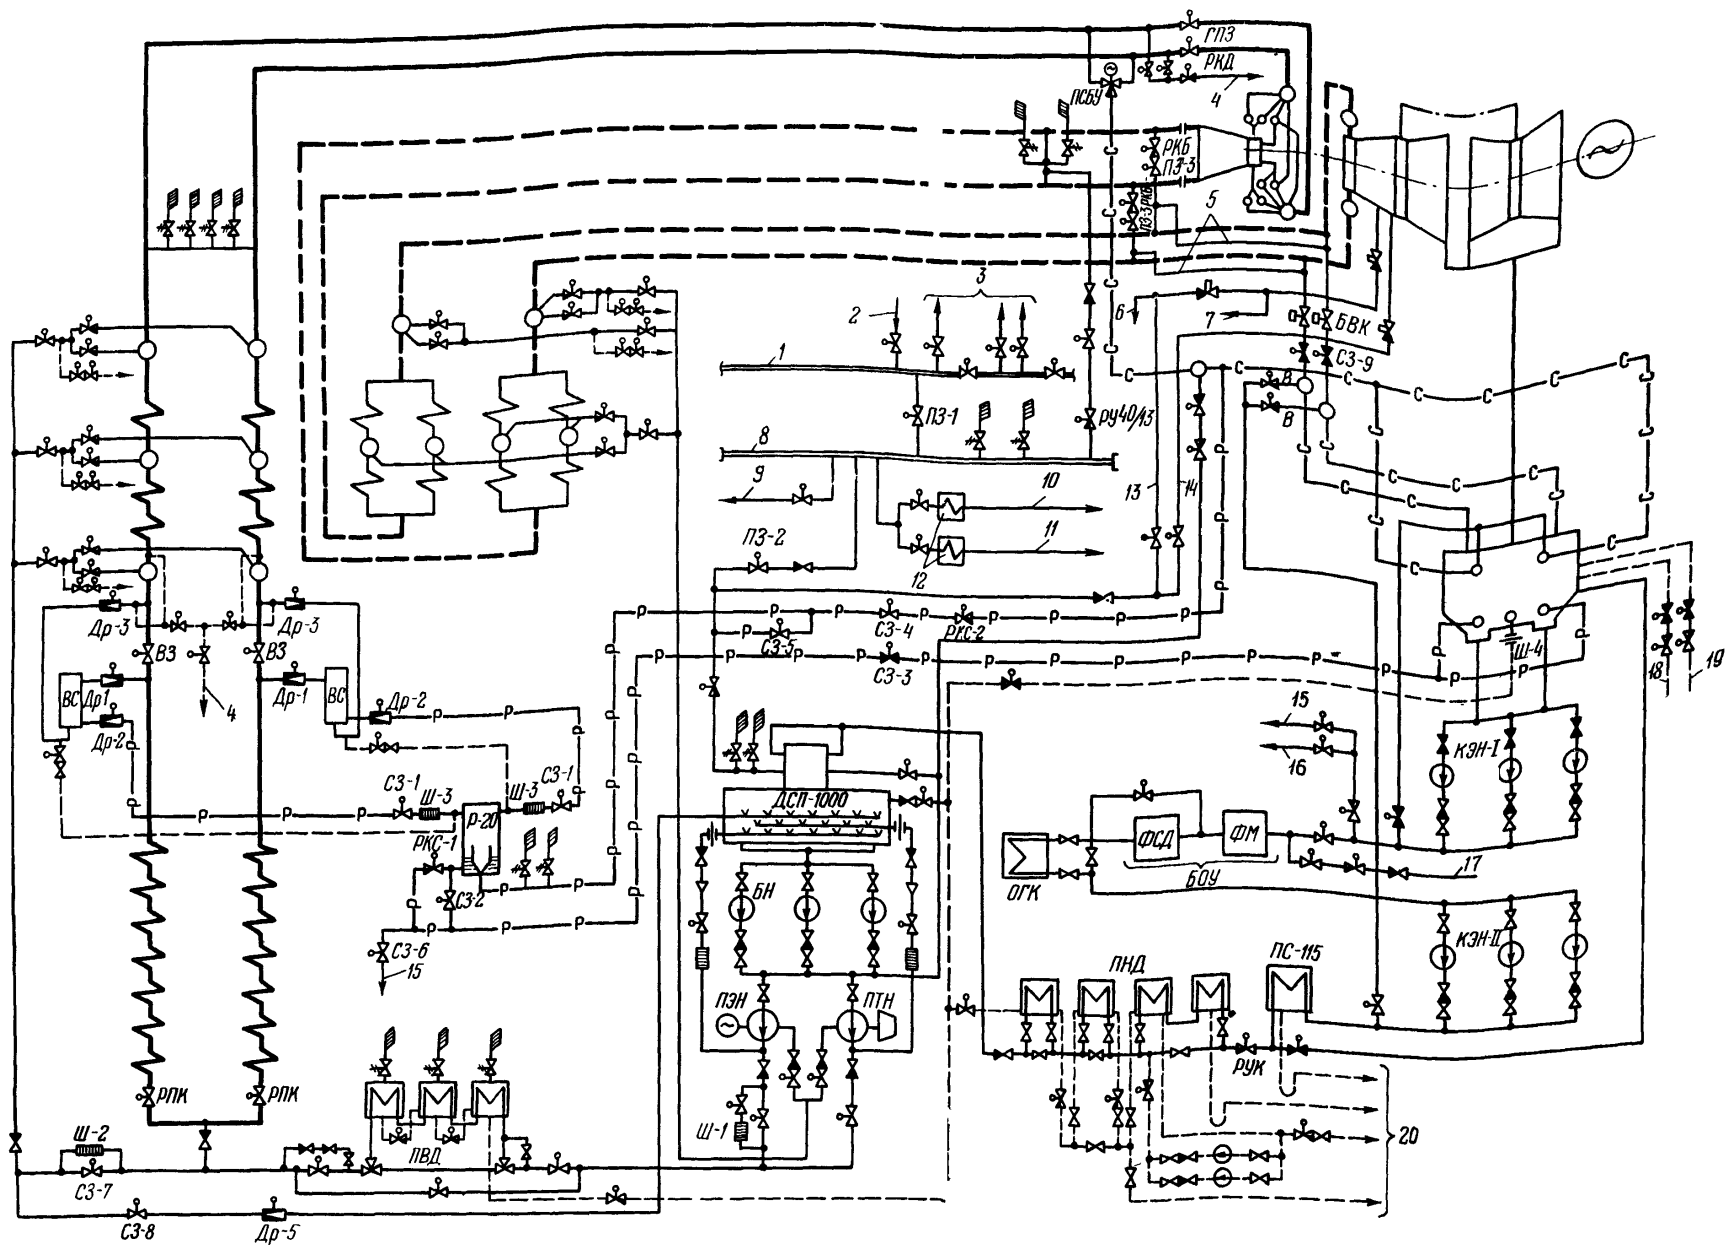 ГПЗ
РКД
4
ПСБУ
РКБ
ПЗ-3
ПЗ-3 РКБ
С
5
3
2
6
7
БВК
СЗ-9
1
С
С
С
С
С
В
В
ПЗ-1
РУ40/13
8
9
10
11
12
13
14
Р
Р
С
С
С
С
С
С
С
С
С
С
С
ПЗ-2
Др-3
Др-3
ВЗ
ВЗ
Р
Р
Р
СЗ-4
Р
РКС-2
Р
Р
Р
СЗ-5
Р
Р
Р
Р
СЗ-3
Р
Р
Р
Р
Р
Р
Р
Р
Р
Ш-4
18
19
ВС
Др1
Др-1
ВС
Др-2
Др-2
4
Р
Р
Р
15
16
КЭН-I
СЗ-1
Ш-3
Ш-3
СЗ-1
Р
Р
Р
Р
Р-20
РКС-1
ДСП-1000
ФСД
ФМ
БОУ
ОГК
17
СЗ-2
Р
Р
Р
Р
Р
Р
БН
КЭН-II
СЗ-6
15
ПЭН
ПТН
ПНД
ПС-115
РУК
РПК
РПК
Ш-1
Ш-2
ПВД
СЗ-7
20
СЗ-8
Др-5